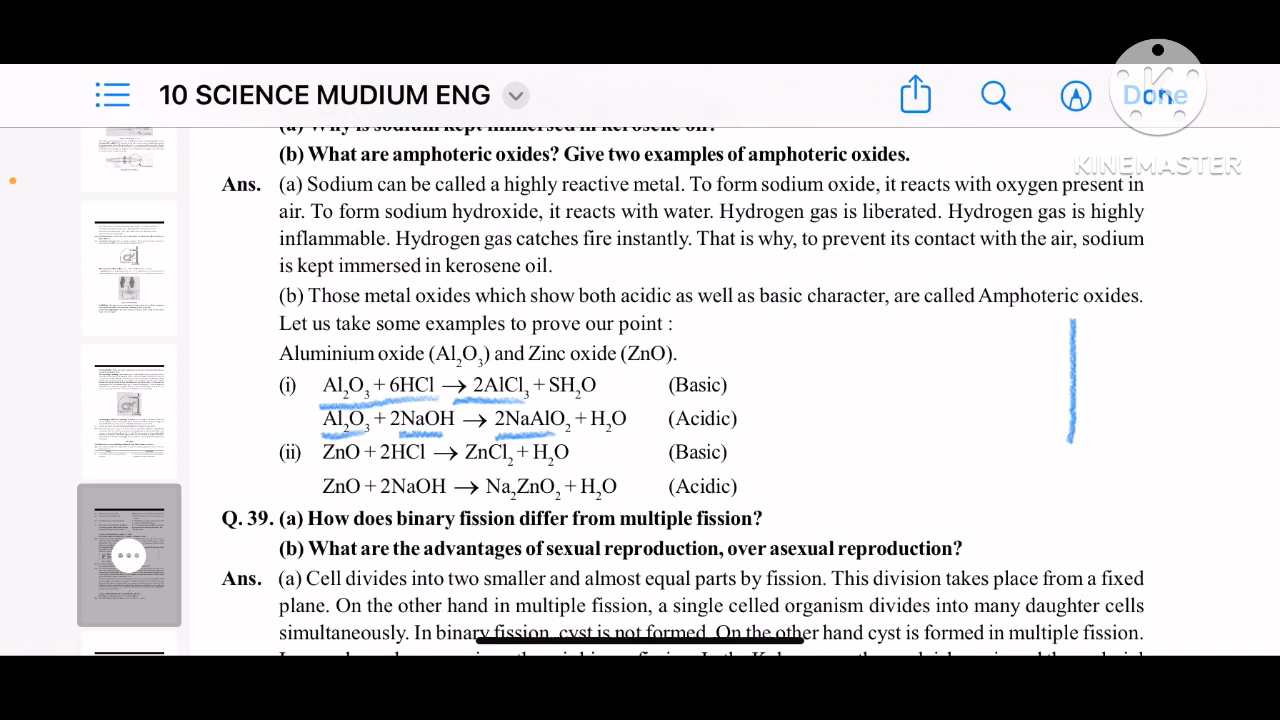 10 SCIENCE MUDIUM ENG
Done
KINEMASTER
(a) Why is sodium kept immersed in kerosene oil?
(b) What are amphoteric oxides? Give two examples of amphoteric oxides.
Ans. (a) Sodium can be called a highly reactive metal. To form sodium oxide, it reacts with oxygen present in
air. To form sodium hydroxide, it reacts with water. Hydrogen gas is liberated. Hydrogen gas is highly
inflammable. Hydrogen gas catches fire instantly. That is why, to prevent its contact with the air, sodium
is kept immersed in kerosene oil.
(b) Those metal oxides which show both acidic as well as basic character, are called Amphoteric oxides.
Let us take some examples to prove our point :
Aluminium oxide (Al₂O₃) and Zinc oxide (ZnO).
(i) Al₂O₃ + 6HCl → 2AlCl₃ + SH₂O (Basic)
Al₂O₃ + 2NaOH → 2NaAlO₂ + H₂O (Acidic)
(ii) ZnO + 2HCl → ZnCl₂ + H₂O (Basic)
ZnO + 2NaOH → Na₂ZnO₂ + H₂O (Acidic)
Q. 39. (a) How does binary fission differ from multiple fission?
(b) What are the advantages of sexual reproduction, over asexual reproduction?
Ans. (a) Cell divides into two smaller and almost equal parts by fission. This division takes place from a fixed
plane. On the other hand in multiple fission, a single celled organism divides into many daughter cells
simultaneously. In binary fission, cyst is not formed. On the other hand cyst is formed in multiple fission.